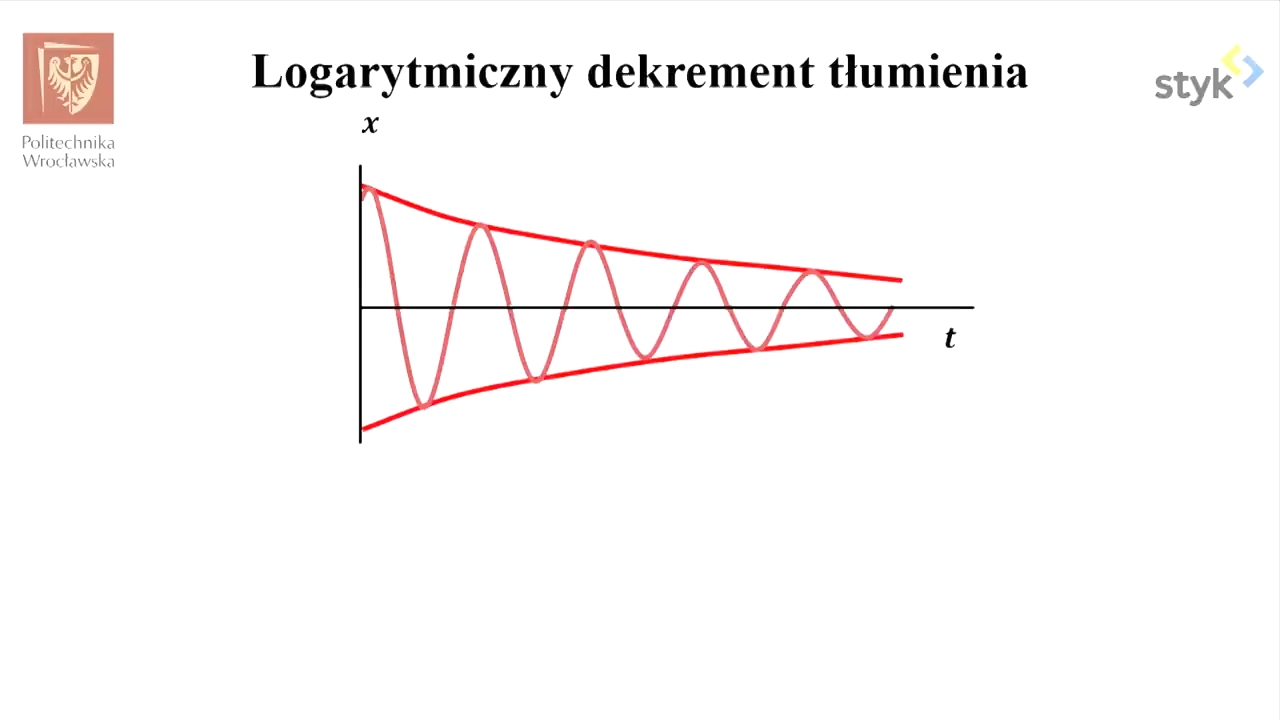 Logarytmiczny dekrement tłumienia
styk
Politechnika
Wrocławska
x
t